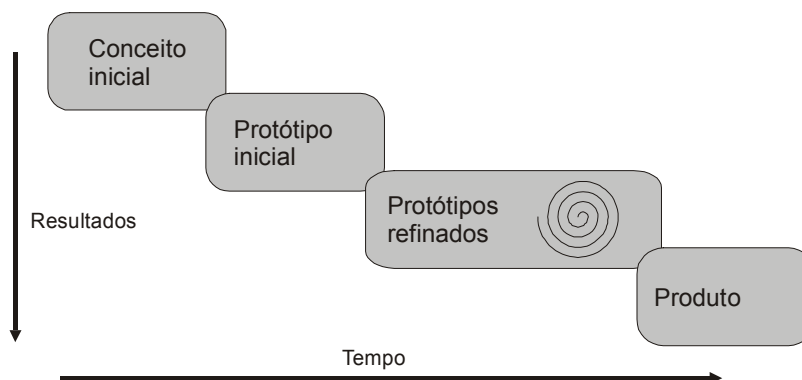 Conceito
inicial
Protótipo
inicial
Protótipos
refinados
Resultados
Produto
Tempo